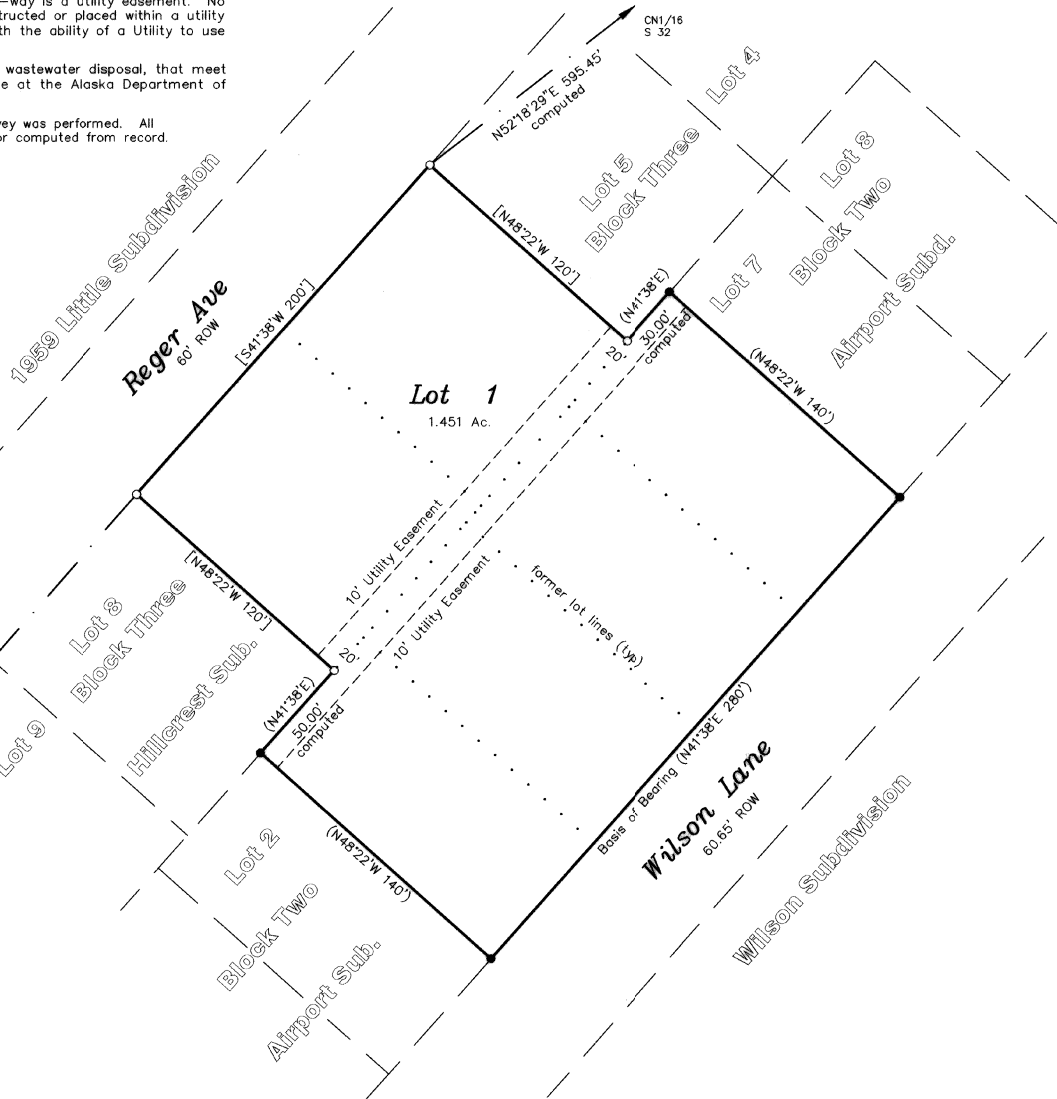 —way is a utility easement. No
tructed or placed within a utility
th the ability of a Utility to use
wastewater disposal, that meet
e at the Alaska Department of
vey was performed. All
or computed from record.
CN1/16
S 32
N52°18'29"E 595.45'
computed
Lot 4
Lot 5
Block Three
Lot 8
Block Two
Lot 7
Airport Subd.
1959 Little Subdivision
Reger Ave
60' ROW
[S41°38'W 200']
[N48°22'W 120']
(N41°38'E)
30.00'
computed
20'
(N48°22'W 140')
Lot 1
1.451 Ac.
10' Utility Easement
10' Utility Easement
former lot lines (typ)
[N48°22'W 120']
20'
(N41°38'E)
50.00'
computed
Lot 8
Block Three
Hillcrest Sub.
Lot 9
(N48°22'W 140')
Basis of Bearing (N41°38'E 280')
Wilson Lane
60.65' ROW
Wilson Subdivision
Lot 2
Block Two
Airport Sub.